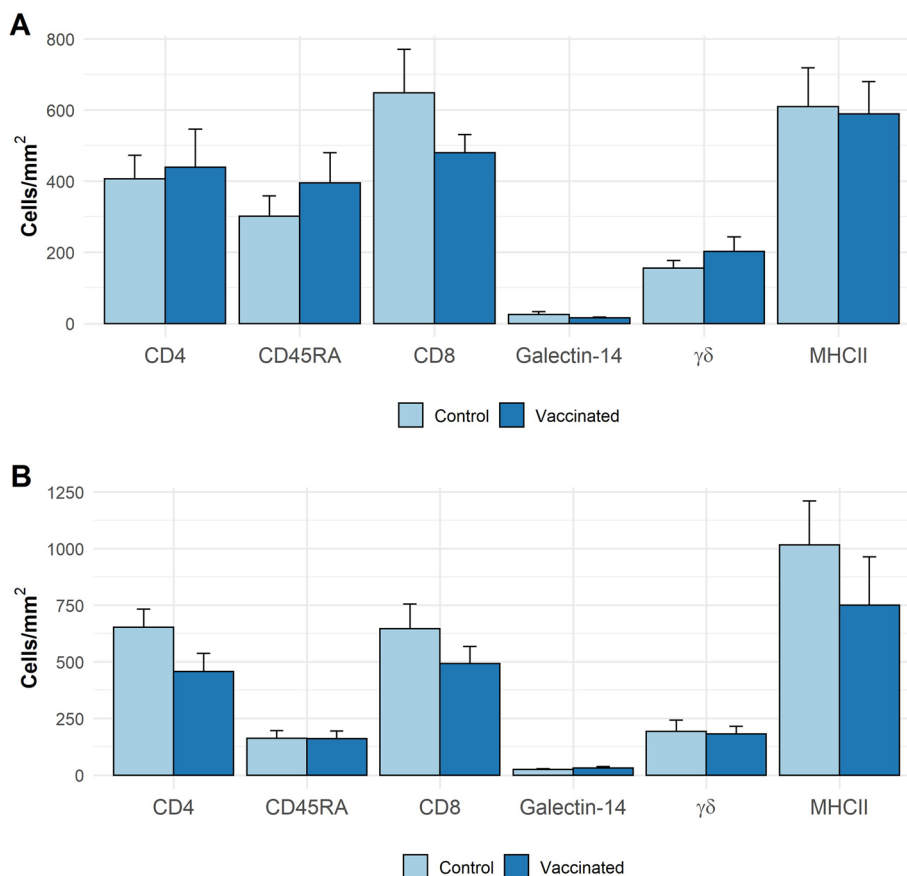 A
800
600
400
200
0
Cells/mm²
CD4 CD45RA CD8 Galectin-14 γδ MHCII
Control Vaccinated
B
1250
1000
750
500
250
0
Cells/mm²
CD4 CD45RA CD8 Galectin-14 γδ MHCII
Control Vaccinated